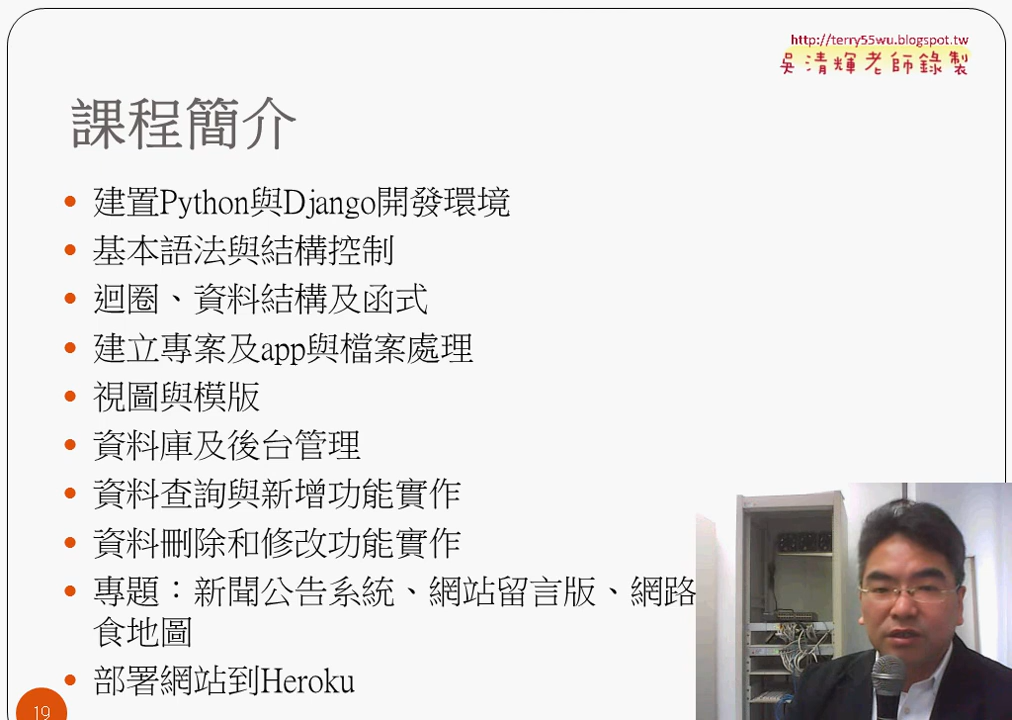 http://terry55wu.blogspot.tw
吳清輝老師錄製
課程簡介
建置Python與Django開發環境
基本語法與結構控制
迴圈、資料結構及函式
建立專案及app與檔案處理
視圖與模版
資料庫及後台管理
資料查詢與新增功能實作
資料刪除和修改功能實作
專題：新聞公告系統、網站留言版、網路
食地圖
部署網站到Heroku
19